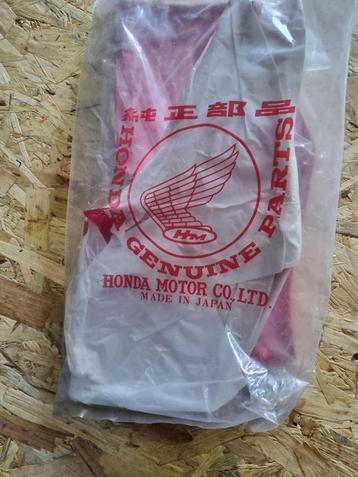 純正部品
HONDA GENUINE PARTS
HM
HONDA MOTOR CO., LTD.
MADE IN JAPAN